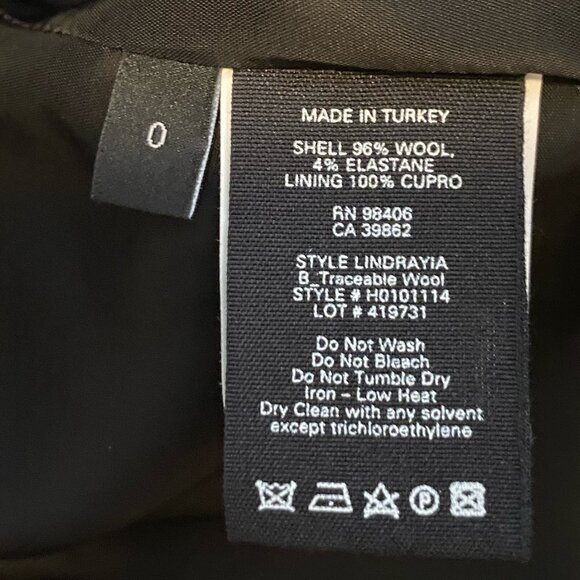 0
MADE IN TURKEY
SHELL 96% WOOL,
4% ELASTANE
LINING 100% CUPRO
RN 98406
CA 39862
STYLE LINDRAYIA
B_Traceable Wool
STYLE # H0101114
LOT # 419731
Do Not Wash
Do Not Bleach
Do Not Tumble Dry
Iron - Low Heat
Dry Clean with any solvent
except trichloroethylene
P